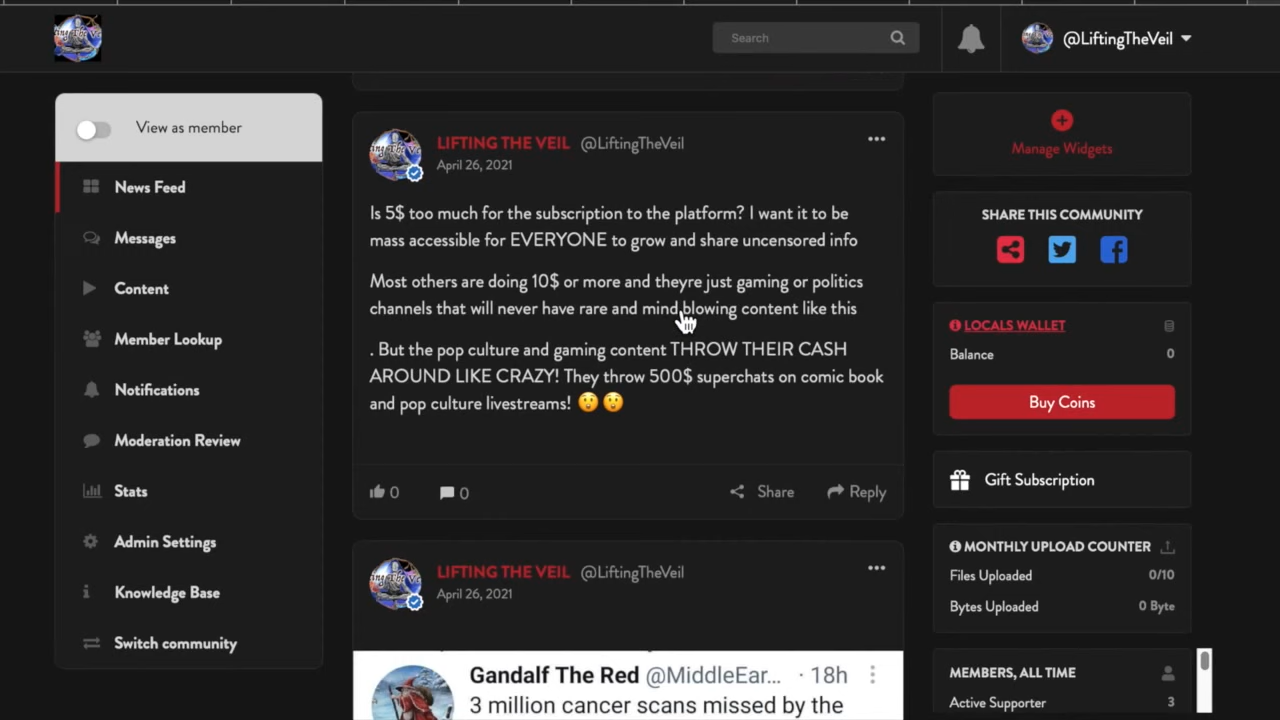 Search
@LiftingTheVeil
View as member
News Feed
Messages
Content
Member Lookup
Notifications
Moderation Review
Stats
Admin Settings
Knowledge Base
Switch community
LIFTING THE VEIL @LiftingTheVeil
April 26, 2021
Is 5$ too much for the subscription to the platform? I want it to be
mass accessible for EVERYONE to grow and share uncensored info
Most others are doing 10$ or more and theyre just gaming or politics
channels that will never have rare and mind blowing content like this
. But the pop culture and gaming content THROW THEIR CASH
AROUND LIKE CRAZY! They throw 500$ superchats on comic book
and pop culture livestreams! 😲😲
0 0 Share Reply
LIFTING THE VEIL @LiftingTheVeil
April 26, 2021
Gandalf The Red @MiddleEar... · 18h
3 million cancer scans missed by the
Manage Widgets
SHARE THIS COMMUNITY
LOCALS WALLET
Balance 0
Buy Coins
Gift Subscription
MONTHLY UPLOAD COUNTER
Files Uploaded 0/10
Bytes Uploaded 0 Byte
MEMBERS, ALL TIME
Active Supporter 3